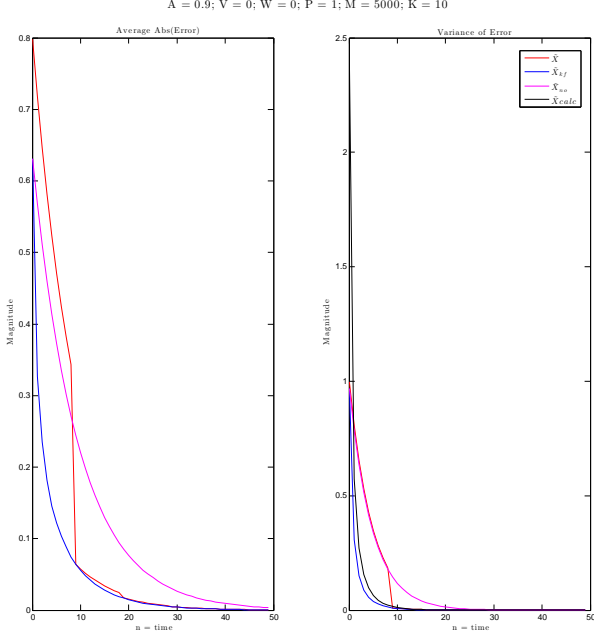 A = 0.9; V = 0; W = 0; P = 1; M = 5000; K = 10
Average Abs(Error)
Magnitude
0.8
0.7
0.6
0.5
0.4
0.3
0.2
0.1
0
0 10 20 30 40 50
n = time
Variance of Error
Magnitude
2.5
2
1.5
1
0.5
0
0 10 20 30 40 50
n = time
X̃
X̃kf
X̃no
X̃calc